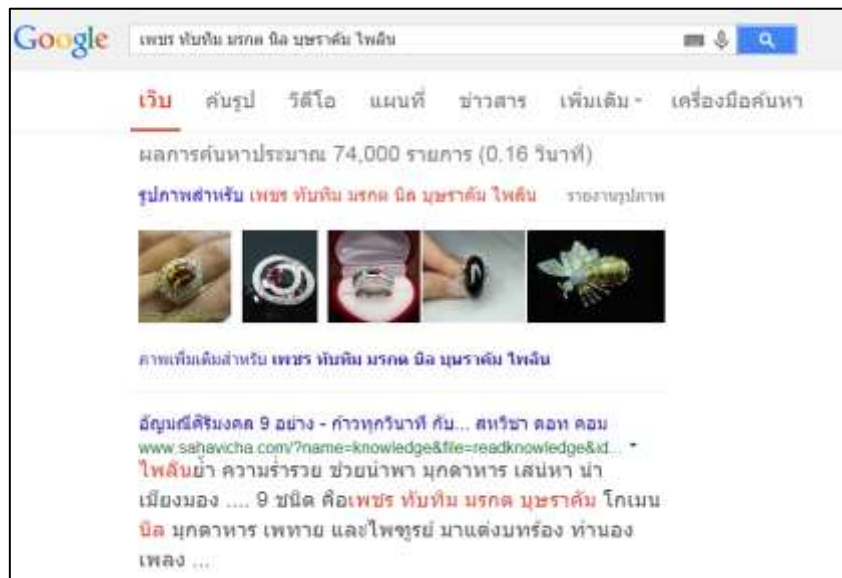 Google เพชร ทับทิม มรกต นิล บุษราคัม ไพลิน
เว็บ ค้นรูป วิดีโอ แผนที่ ข่าวสาร เพิ่มเติม เครื่องมือค้นหา
ผลการค้นหาประมาณ 74,000 รายการ (0.16 วินาที)
รูปภาพสำหรับ เพชร ทับทิม มรกต นิล บุษราคัม ไพลิน รายงานรูปภาพ
ภาพเพิ่มเติมสำหรับ เพชร ทับทิม มรกต นิล บุษราคัม ไพลิน
อัญมณีศิริมงคล 9 อย่าง - ก้าวทุกวินาที กับ... สหวิชา ดอท คอม
www.sahavicha.com/?name=knowledge&file=readknowledge&id...
ไพลินย้ำ ความร่ำรวย ช่วยนำพา มุกดาหาร เสน่หา น่า
เมียงมอง .... 9 ชนิด คือเพชร ทับทิม มรกต บุษราคัม โกเมน
นิล มุกดาหาร เพทาย และไพฑูรย์ มาแต่งบทร้อง ทำนอง
เพลง ...